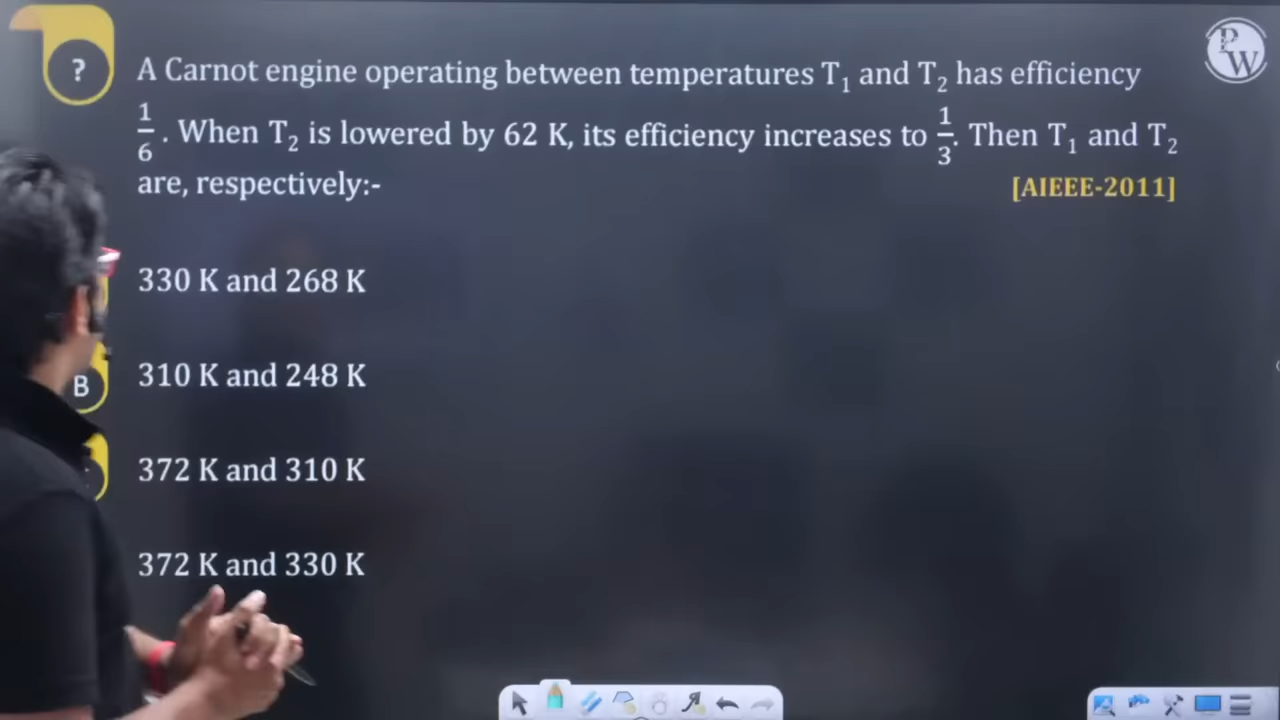 PW
? A Carnot engine operating between temperatures T₁ and T₂ has efficiency
1/6 . When T₂ is lowered by 62 K, its efficiency increases to 1/3. Then T₁ and T₂
are, respectively:- [AIEEE-2011]
330 K and 268 K
B 310 K and 248 K
372 K and 310 K
372 K and 330 K